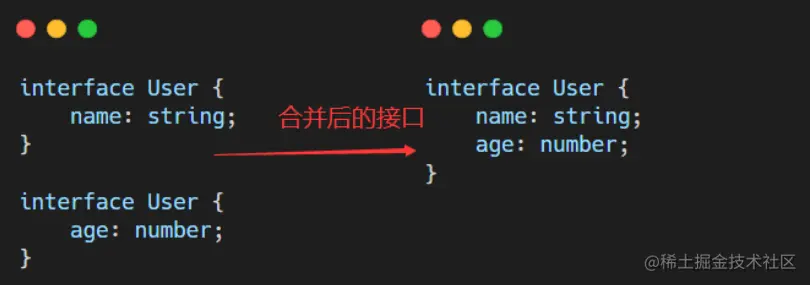 interface User {
    name: string;
}
interface User {
    age: number;
}
合并后的接口
interface User {
    name: string;
    age: number;
}
@稀土掘金技术社区